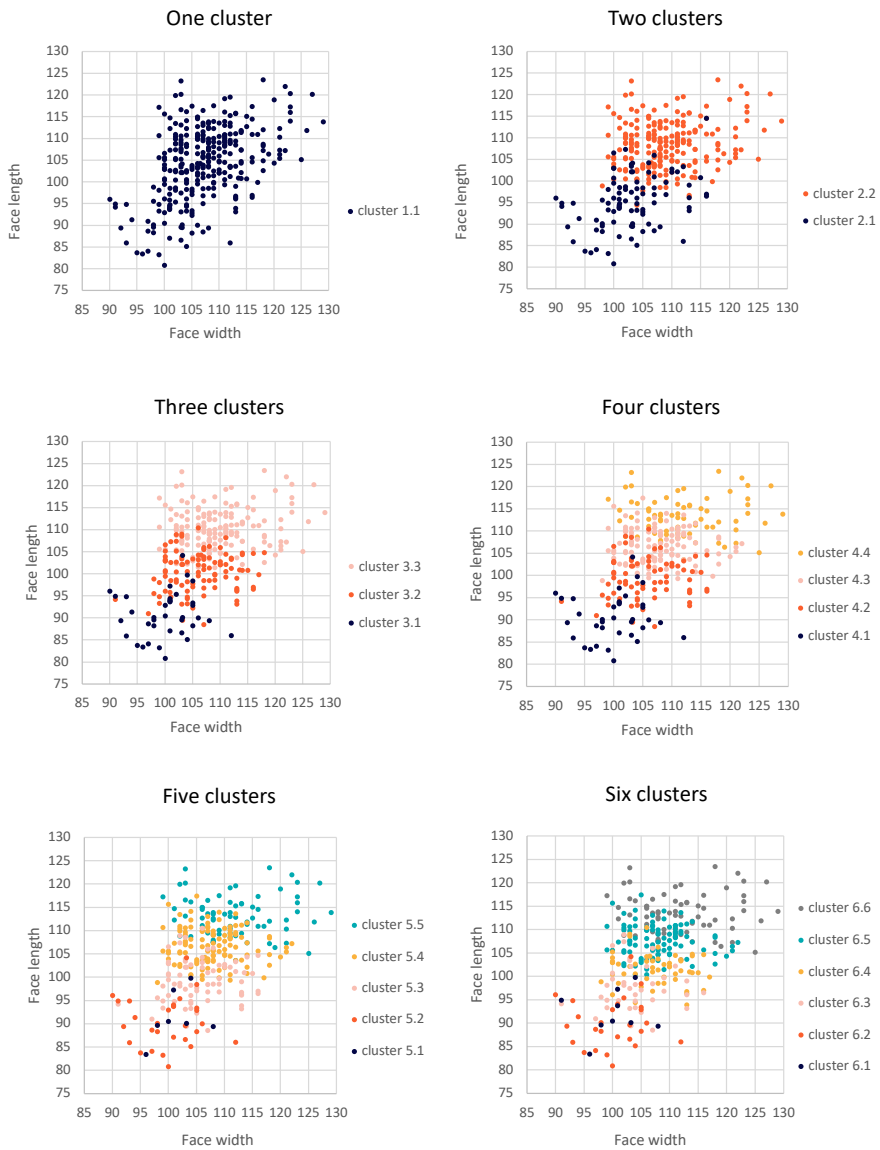 One cluster
130
125
120
115
110
105
100
95
90
85
80
75
85 90 95 100 105 110 115 120 125 130
Face length
Face width
cluster 1.1
Two clusters
130
125
120
115
110
105
100
95
90
85
80
75
85 90 95 100 105 110 115 120 125 130
Face length
Face width
cluster 2.2
cluster 2.1
Three clusters
130
125
120
115
110
105
100
95
90
85
80
75
85 90 95 100 105 110 115 120 125 130
Face length
Face width
cluster 3.3
cluster 3.2
cluster 3.1
Four clusters
130
125
120
115
110
105
100
95
90
85
80
75
85 90 95 100 105 110 115 120 125 130
Face length
Face width
cluster 4.4
cluster 4.3
cluster 4.2
cluster 4.1
Five clusters
130
125
120
115
110
105
100
95
90
85
80
75
85 90 95 100 105 110 115 120 125 130
Face length
Face width
cluster 5.5
cluster 5.4
cluster 5.3
cluster 5.2
cluster 5.1
Six clusters
130
125
120
115
110
105
100
95
90
85
80
75
85 90 95 100 105 110 115 120 125 130
Face length
Face width
cluster 6.6
cluster 6.5
cluster 6.4
cluster 6.3
cluster 6.2
cluster 6.1